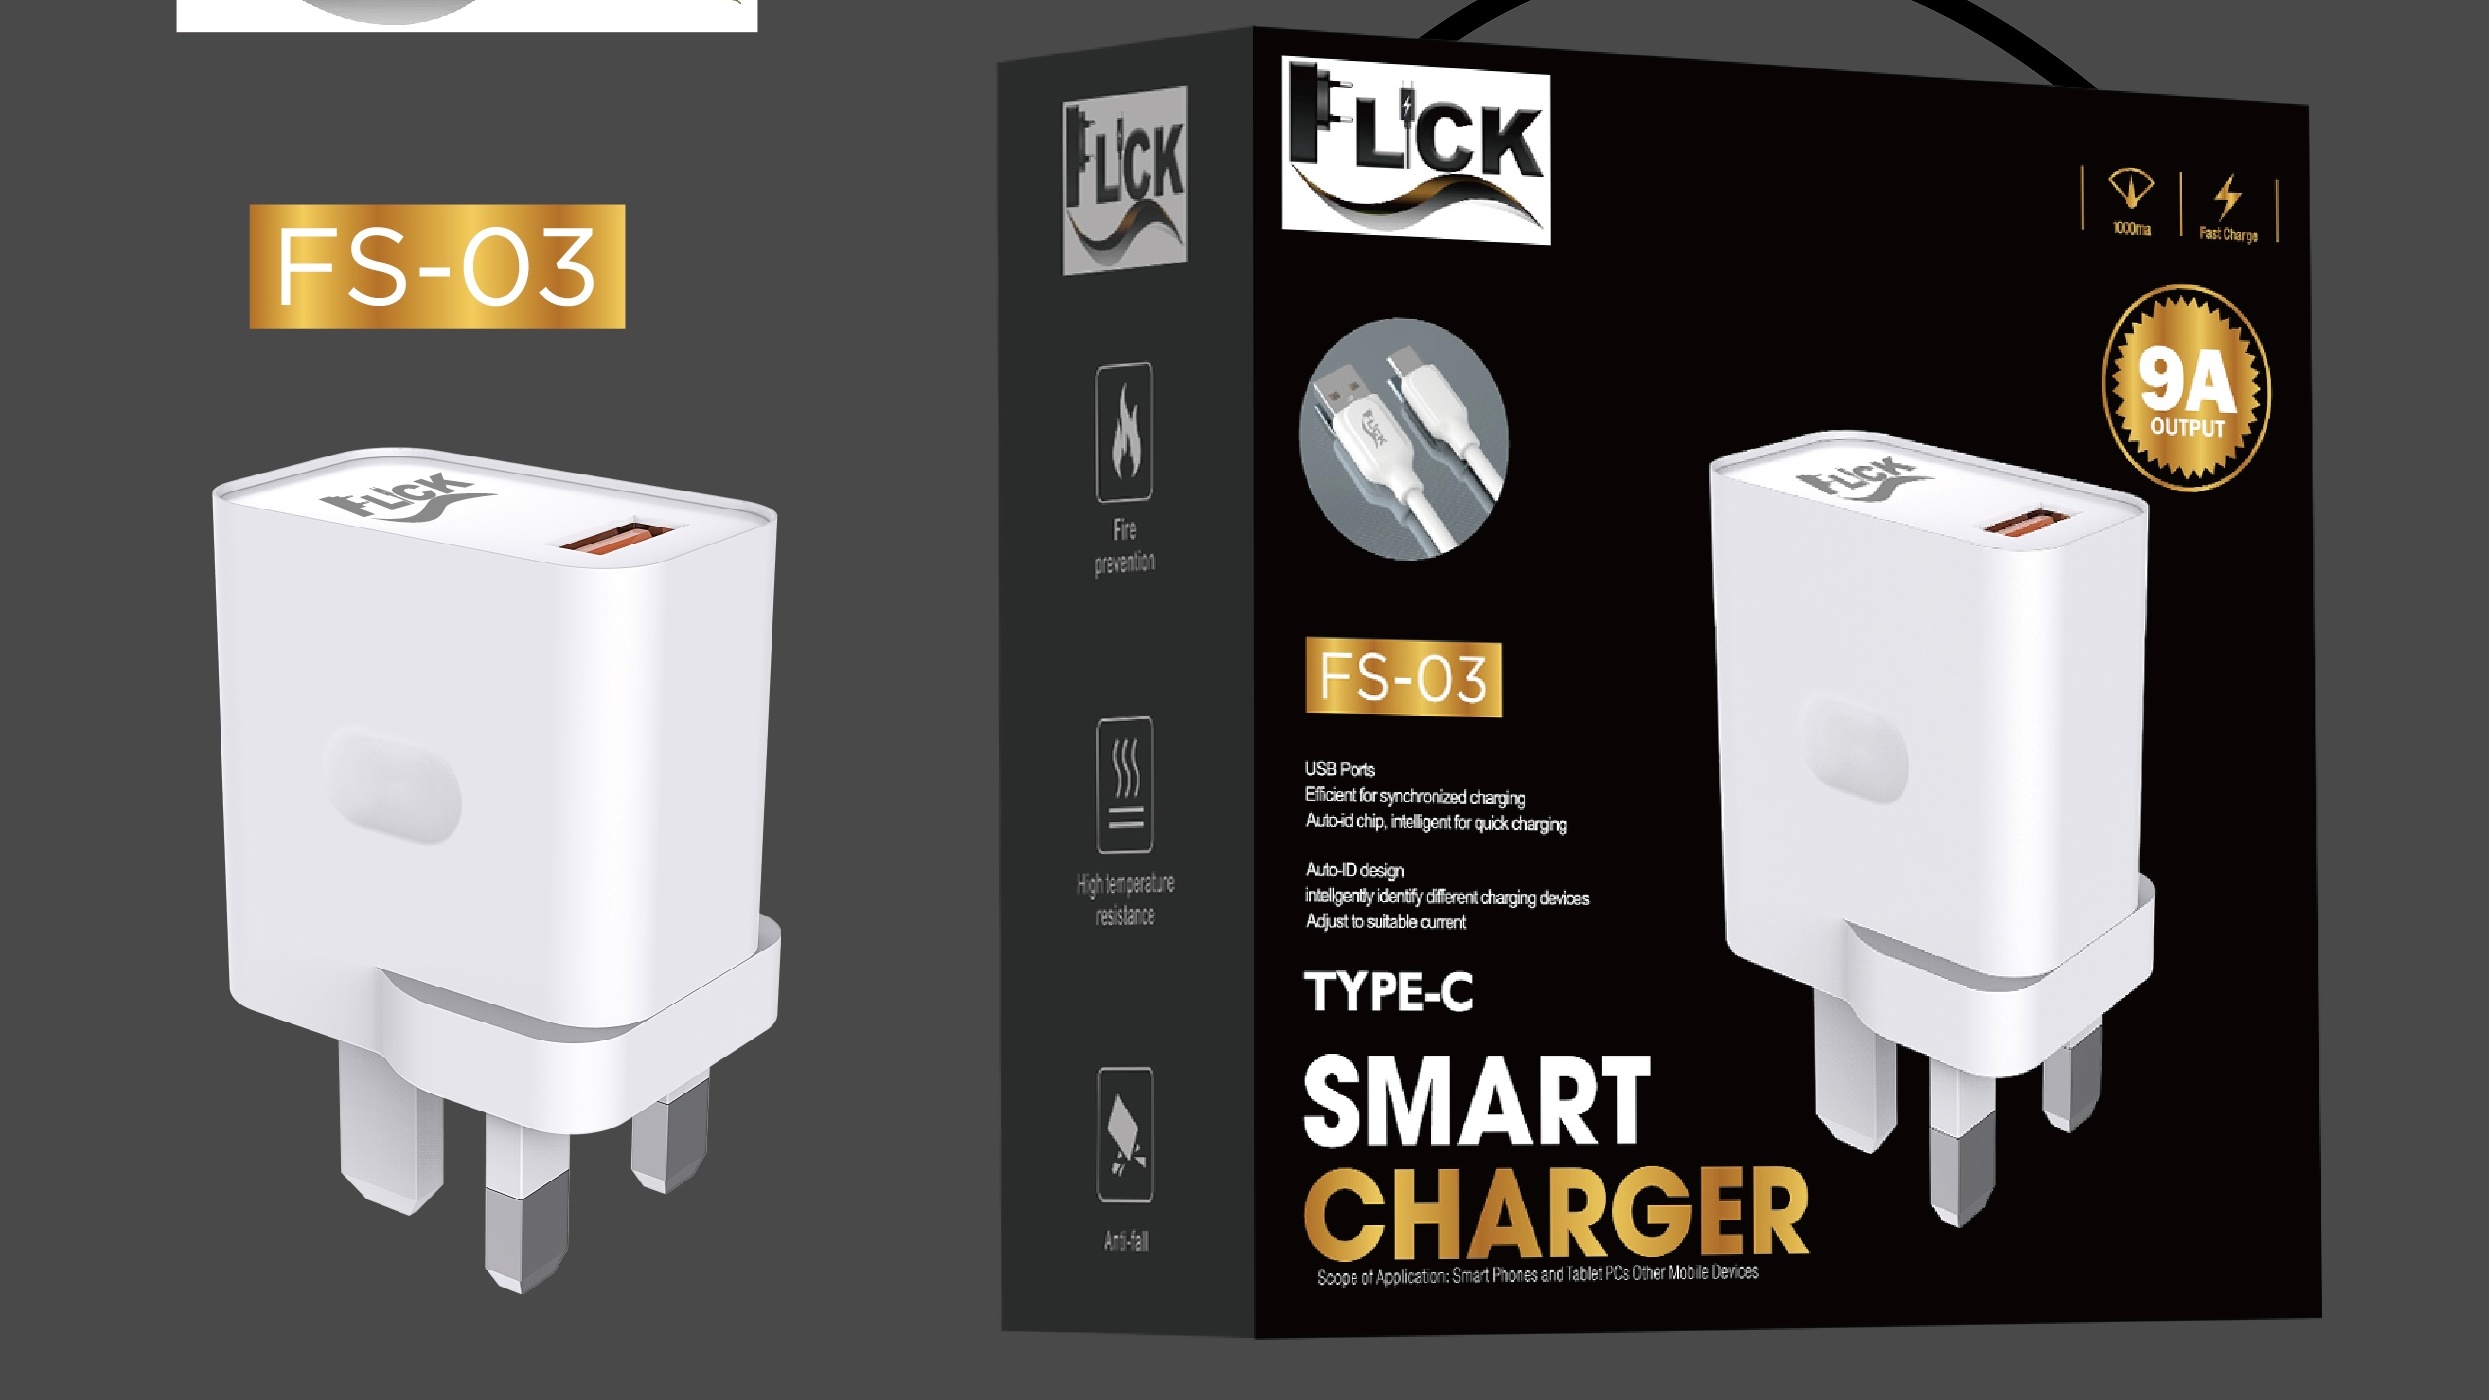 FS-03
FLiCK
FLiCK
Fire
prevention
High temperature
resistance
Anti-fall
FLiCK
1000ma
Fast Charge
9A
OUTPUT
FLiCK
FLiCK
FS-03
USB Ports
Efficient for synchronized charging
Auto-id chip, intelligent for quick charging
Auto-ID design
intellgently identify different charging devices
Adjust to suitable current
TYPE-C
SMART
CHARGER
Scope of Application: Smart Phones and Tablet PCs Other Mobile Devices